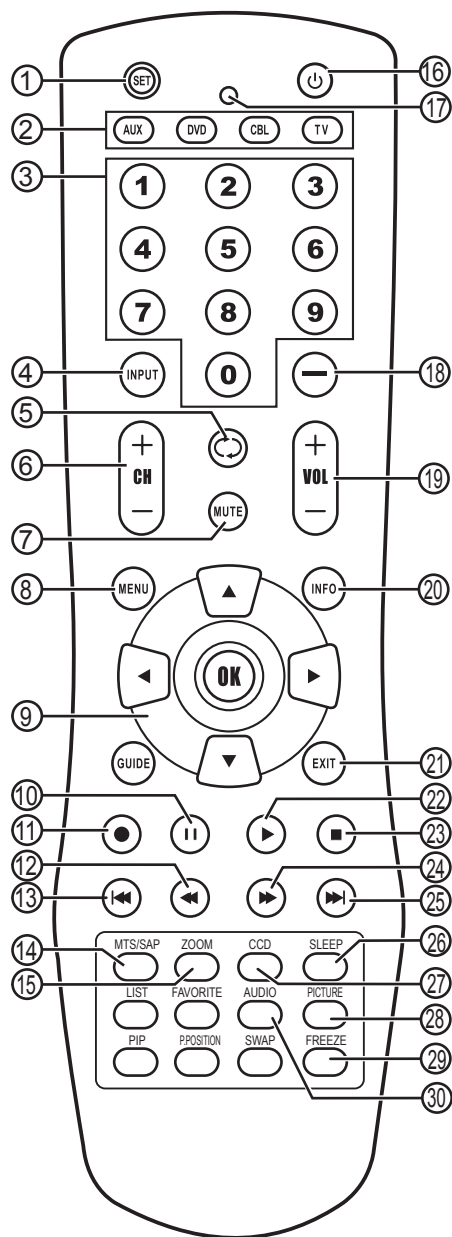 ① SET ⑯
⑰
② AUX DVD CBL TV
③ 1 2 3
4 5 6
7 8 9
④ INPUT 0 ⑱
⑤
⑥ + CH − + VOL − ⑲
⑦ MUTE
⑧ MENU INFO ⑳
OK
⑨
GUIDE EXIT ㉑
⑩ ㉒
⑪ ㉓
⑫ ㉔
⑬ ㉕
MTS/SAP ZOOM CCD SLEEP ㉖
⑭
⑮ ㉗
LIST FAVORITE AUDIO PICTURE ㉘
PIP P.POSITION SWAP FREEZE ㉙
㉚